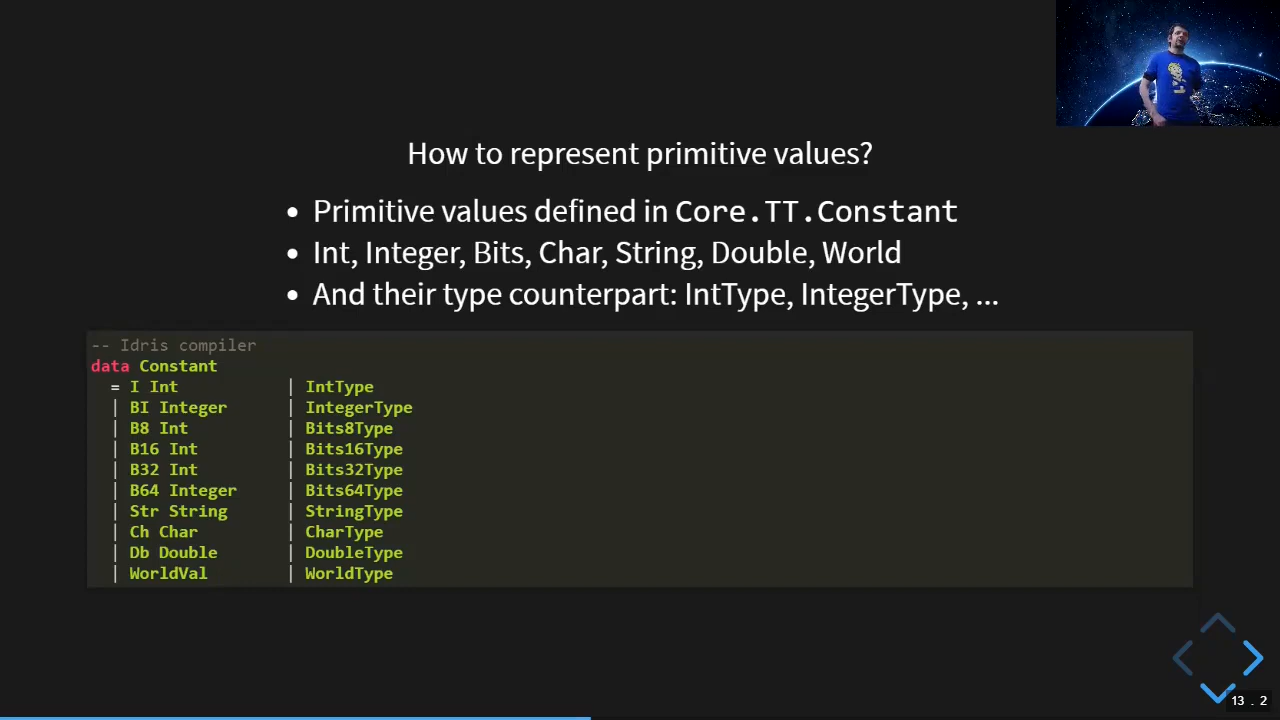 How to represent primitive values?
• Primitive values defined in Core.TT.Constant
• Int, Integer, Bits, Char, String, Double, World
• And their type counterpart: IntType, IntegerType, ...
-- Idris compiler
data Constant
= I Int | IntType
| BI Integer | IntegerType
| B8 Int | Bits8Type
| B16 Int | Bits16Type
| B32 Int | Bits32Type
| B64 Integer | Bits64Type
| Str String | StringType
| Ch Char | CharType
| Db Double | DoubleType
| WorldVal | WorldType
13 . 2